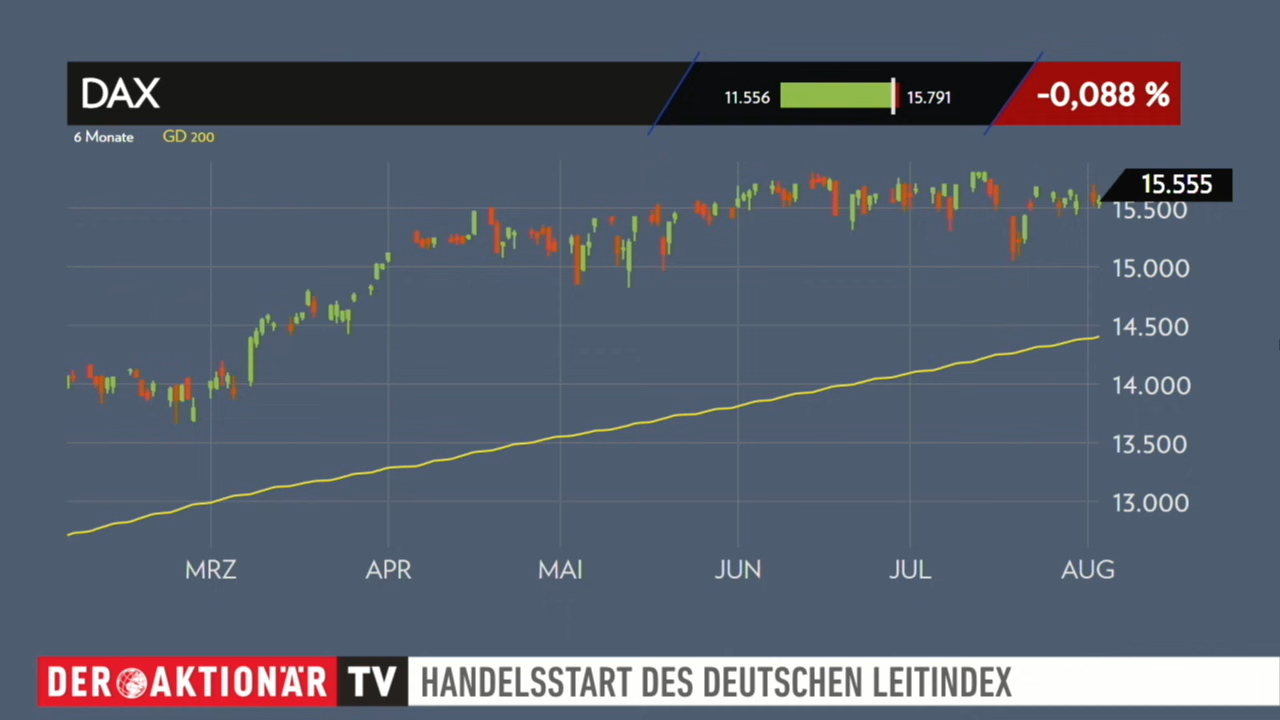 DAX
11.556 15.791
-0,088 %
6 Monate GD 200
15.555
15.500
15.000
14.500
14.000
13.500
13.000
MRZ APR MAI JUN JUL AUG
DER AKTIONÄR TV HANDELSSTART DES DEUTSCHEN LEITINDEX